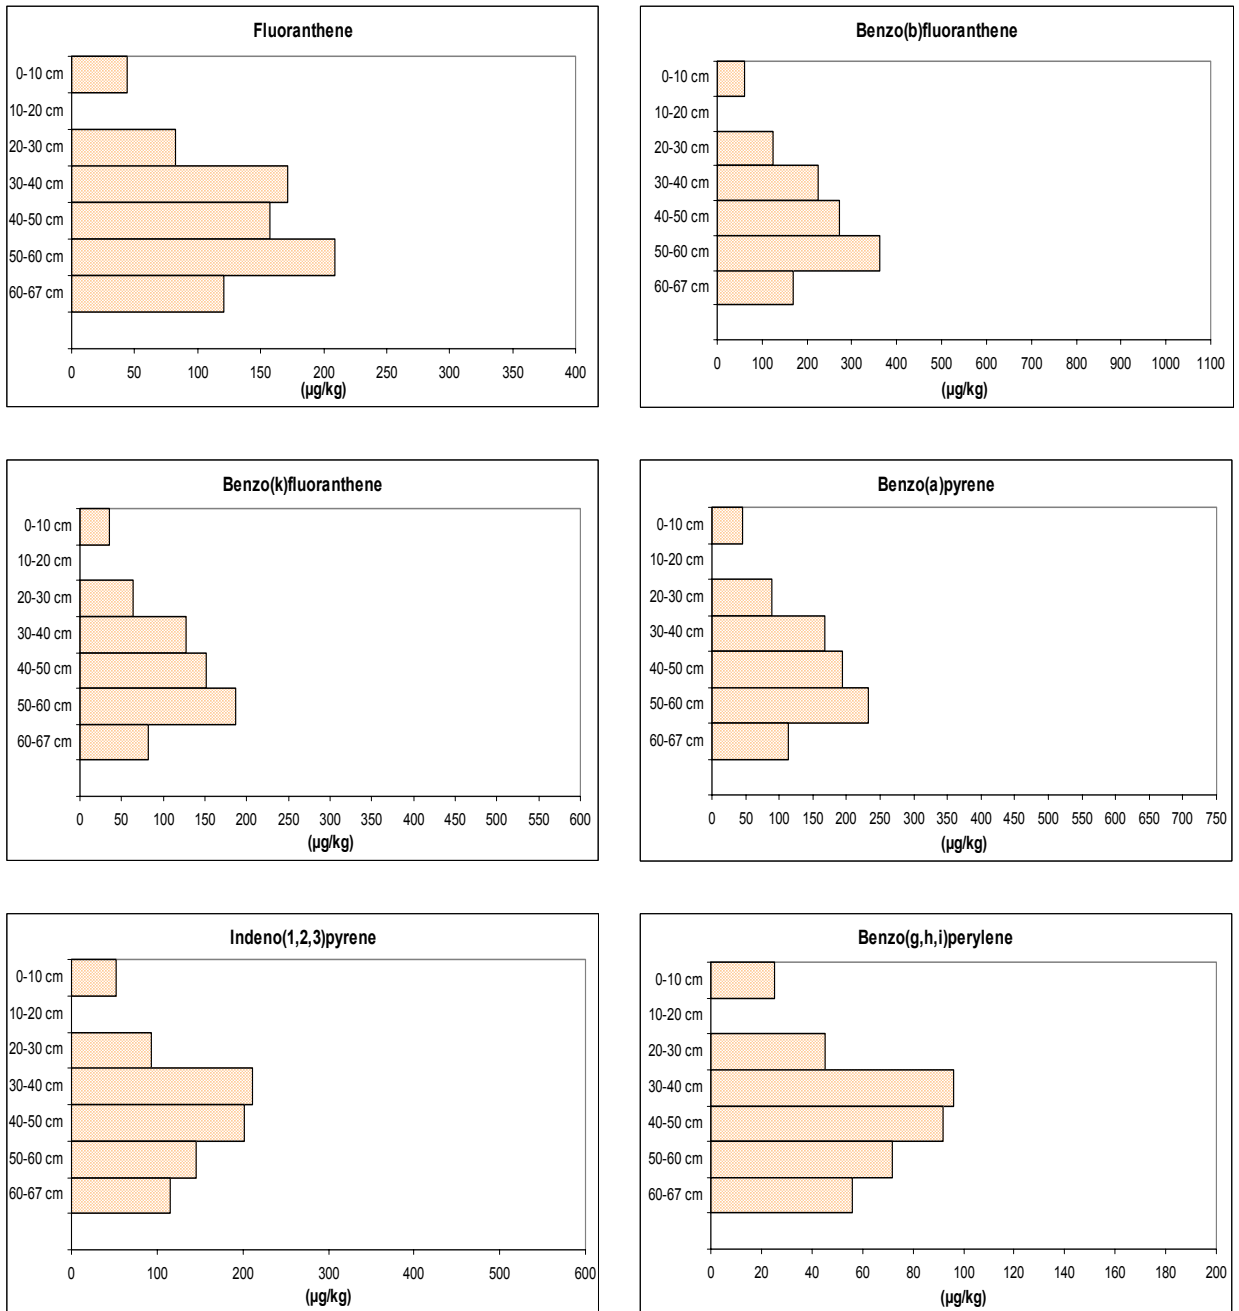 Fluoranthene
0-10 cm
10-20 cm
20-30 cm
30-40 cm
40-50 cm
50-60 cm
60-67 cm
0 50 100 150 200 250 300 350 400
(µg/kg)
Benzo(b)fluoranthene
0-10 cm
10-20 cm
20-30 cm
30-40 cm
40-50 cm
50-60 cm
60-67 cm
0 100 200 300 400 500 600 700 800 900 1000 1100
(µg/kg)
Benzo(k)fluoranthene
0-10 cm
10-20 cm
20-30 cm
30-40 cm
40-50 cm
50-60 cm
60-67 cm
0 50 100 150 200 250 300 350 400 450 500 550 600
(µg/kg)
Benzo(a)pyrene
0-10 cm
10-20 cm
20-30 cm
30-40 cm
40-50 cm
50-60 cm
60-67 cm
0 50 100 150 200 250 300 350 400 450 500 550 600 650 700 750
(µg/kg)
Indeno(1,2,3)pyrene
0-10 cm
10-20 cm
20-30 cm
30-40 cm
40-50 cm
50-60 cm
60-67 cm
0 100 200 300 400 500 600
(µg/kg)
Benzo(g,h,i)perylene
0-10 cm
10-20 cm
20-30 cm
30-40 cm
40-50 cm
50-60 cm
60-67 cm
0 20 40 60 80 100 120 140 160 180 200
(µg/kg)